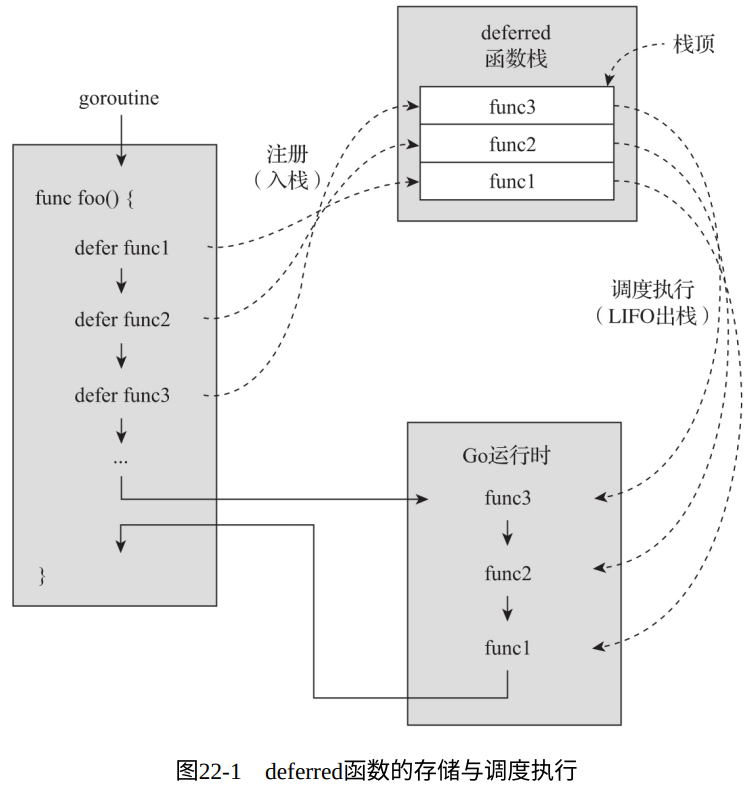 deferred
函数栈
栈顶
func3
func2
func1
goroutine
注册
（入栈）
func foo() {
defer func1
defer func2
defer func3
...
}
调度执行
（LIFO出栈）
Go运行时
func3
func2
func1
图22-1 deferred函数的存储与调度执行